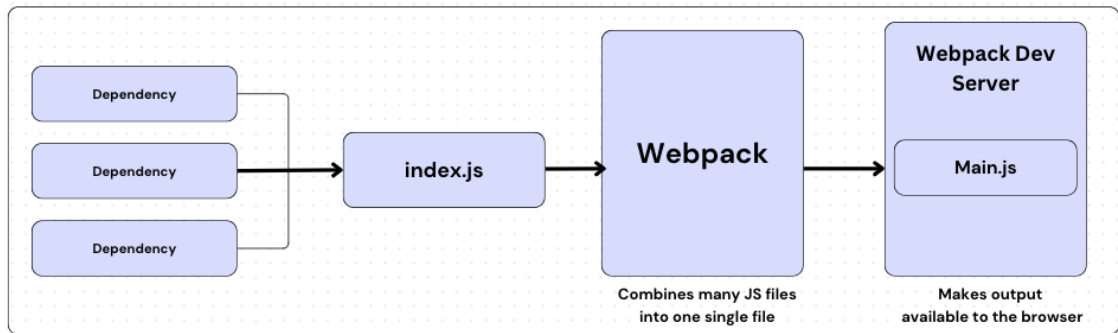 Dependency
Dependency
Dependency
index.js
Webpack
Combines many JS files
into one single file
Webpack Dev
Server
Main.js
Makes output
available to the browser